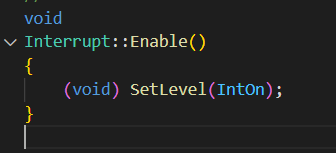 void
Interrupt::Enable()
{
    (void) SetLevel(IntOn);
}